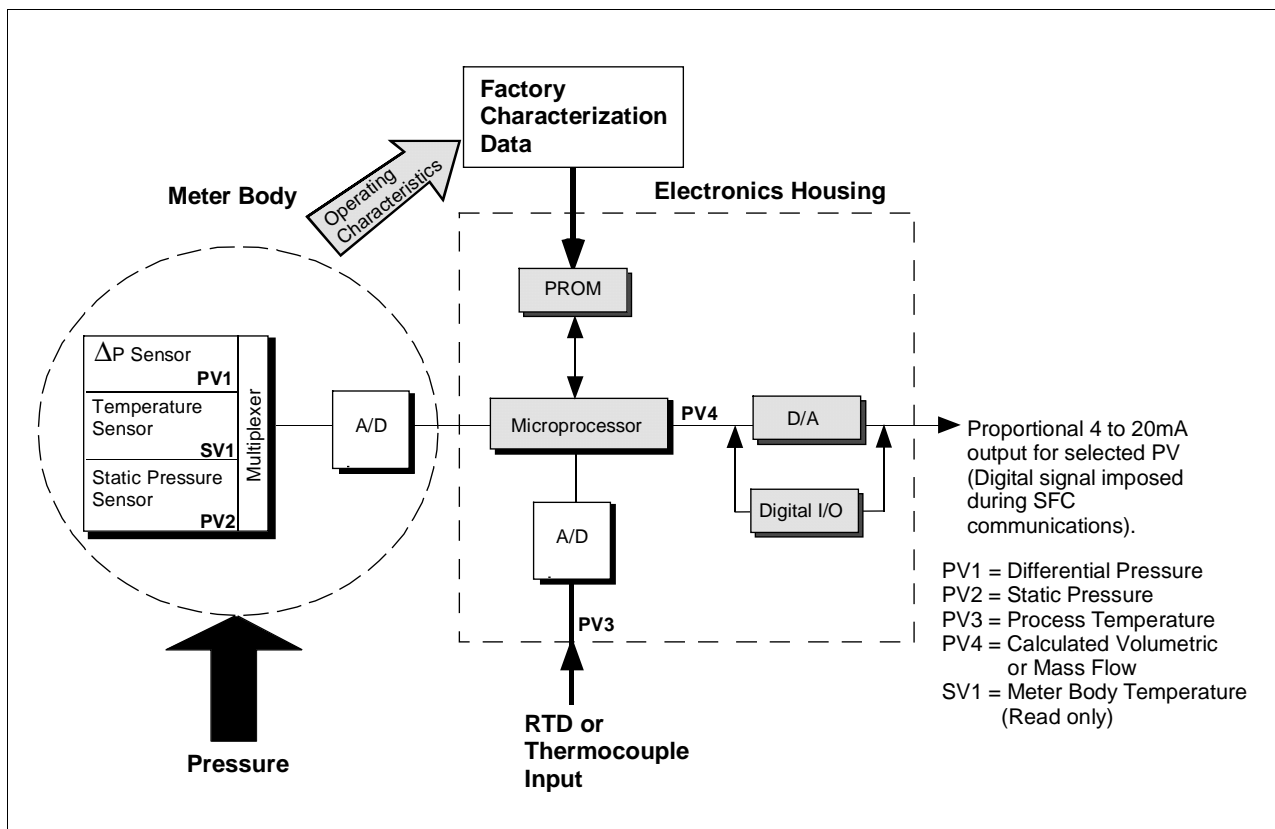 Factory
Characterization
Data
Operating
Characteristics
Meter Body
Electronics Housing
PROM
ΔP Sensor
PV1
Temperature
Sensor
SV1
Static Pressure
Sensor
PV2
Multiplexer
A/D
Microprocessor
PV4
D/A
Digital I/O
A/D
PV3
Proportional 4 to 20mA
output for selected PV
(Digital signal imposed
during SFC
communications).
PV1 = Differential Pressure
PV2 = Static Pressure
PV3 = Process Temperature
PV4 = Calculated Volumetric
or Mass Flow
SV1 = Meter Body Temperature
(Read only)
RTD or
Thermocouple
Input
Pressure